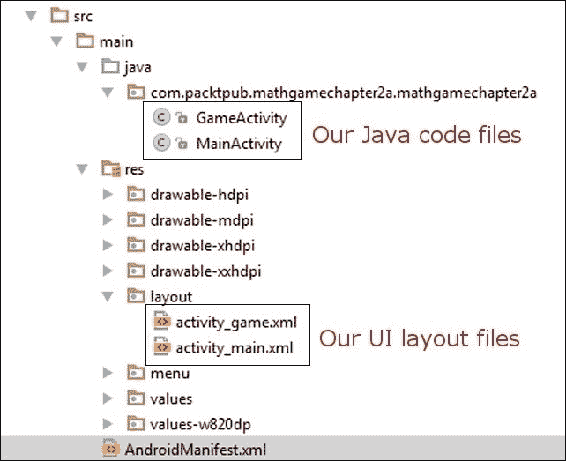 src
main
java
com.packtpub.mathgamechapter2a.mathgamechapter2a
GameActivity
MainActivity
Our Java code files
res
drawable-hdpi
drawable-mdpi
drawable-xhdpi
drawable-xxhdpi
layout
activity_game.xml
activity_main.xml
Our UI layout files
menu
values
values-w820dp
AndroidManifest.xml